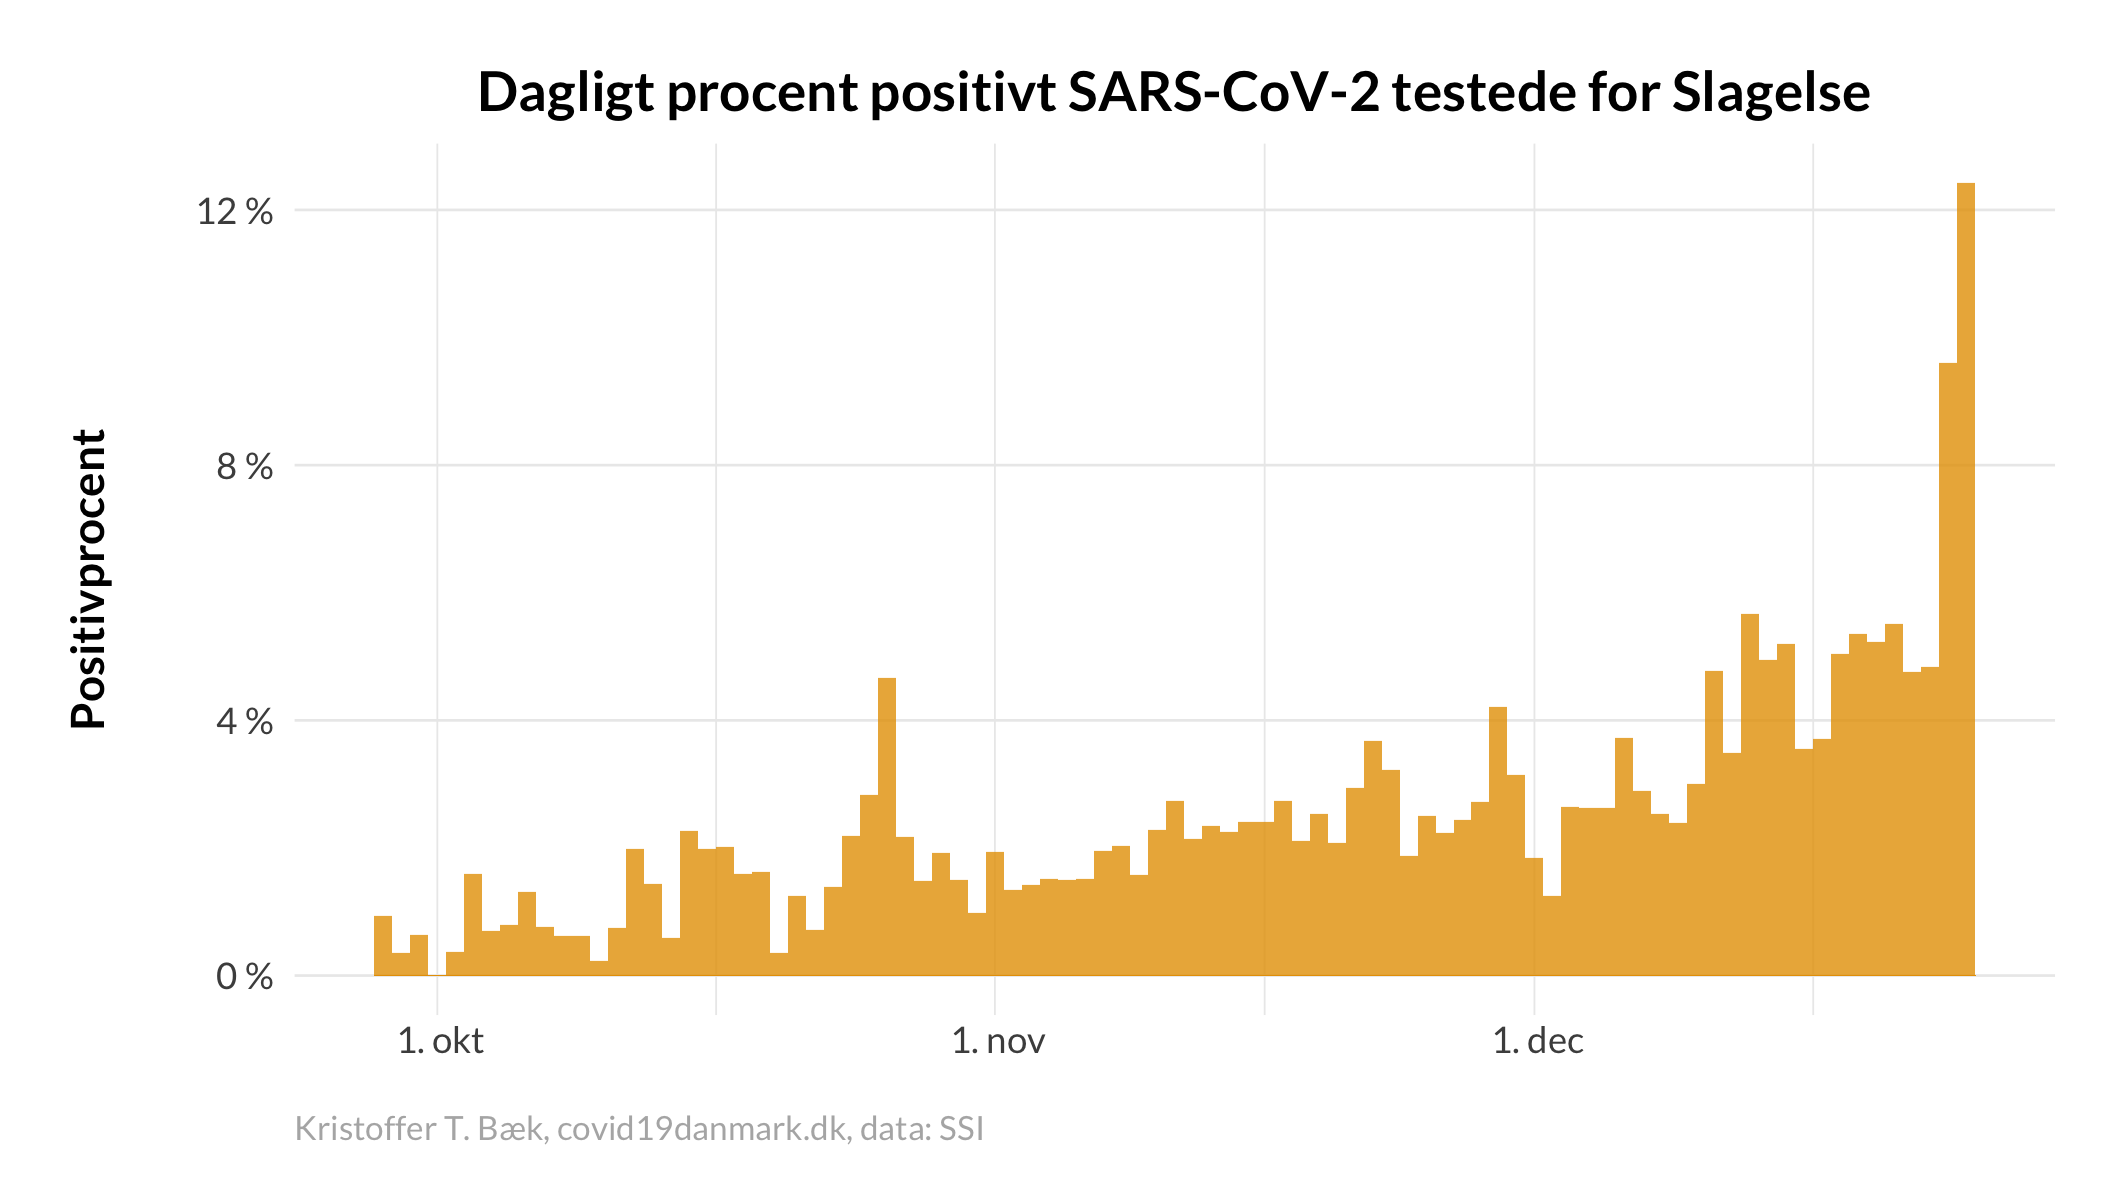 Dagligt procent positivt SARS-CoV-2 testede for Slagelse
Positivprocent
12 %
8 %
4 %
0 %
1. okt
1. nov
1. dec
Kristoffer T. Bæk, covid19danmark.dk, data: SSI